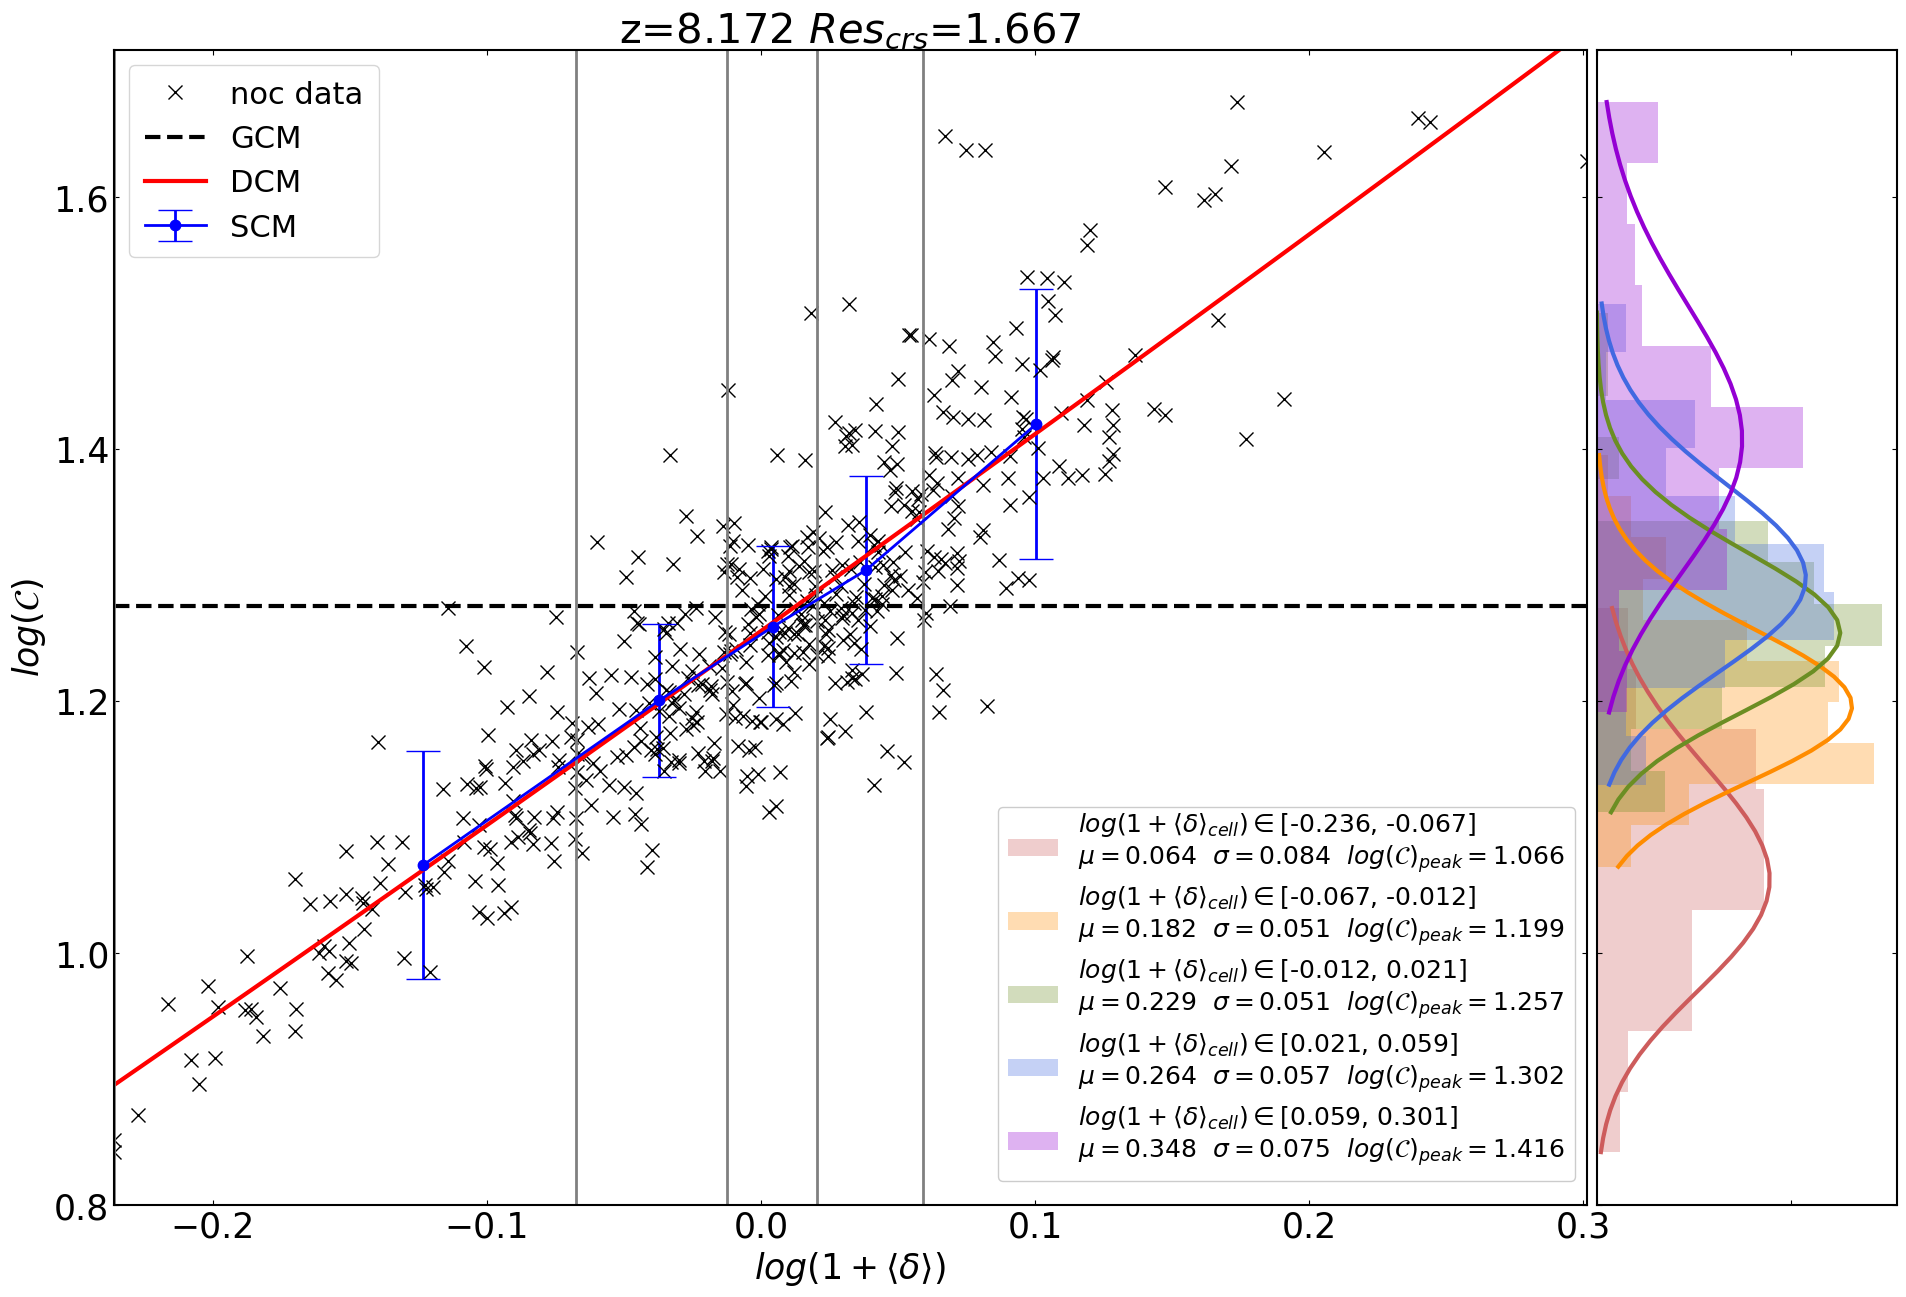 z=8.172 Res_crs=1.667
noc data
GCM
DCM
SCM
log(𝒞)
1.6
1.4
1.2
1.0
0.8
log(1 + ⟨δ⟩_cell) ∈ [-0.236, -0.067]
μ = 0.064 σ = 0.084 log(𝒞)_peak = 1.066
log(1 + ⟨δ⟩_cell) ∈ [-0.067, -0.012]
μ = 0.182 σ = 0.051 log(𝒞)_peak = 1.199
log(1 + ⟨δ⟩_cell) ∈ [-0.012, 0.021]
μ = 0.229 σ = 0.051 log(𝒞)_peak = 1.257
log(1 + ⟨δ⟩_cell) ∈ [0.021, 0.059]
μ = 0.264 σ = 0.057 log(𝒞)_peak = 1.302
log(1 + ⟨δ⟩_cell) ∈ [0.059, 0.301]
μ = 0.348 σ = 0.075 log(𝒞)_peak = 1.416
−0.2 −0.1 0.0 0.1 0.2 0.3
log(1 + ⟨δ⟩)